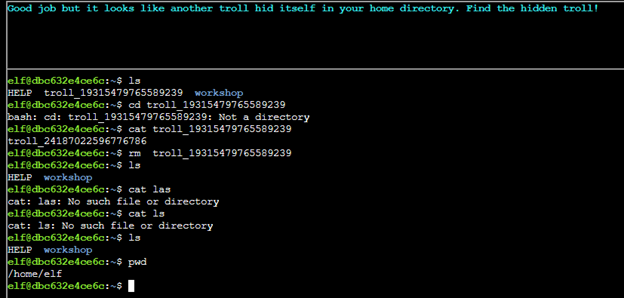 Good job but it looks like another troll hid itself in your home directory. Find the hidden troll!
elf@dbc632e4ce6c:~$ ls
HELP  troll_19315479765589239  workshop
elf@dbc632e4ce6c:~$ cd troll_19315479765589239
bash: cd: troll_19315479765589239: Not a directory
elf@dbc632e4ce6c:~$ cat troll_19315479765589239
troll_24187022596776786
elf@dbc632e4ce6c:~$ rm  troll_19315479765589239
elf@dbc632e4ce6c:~$ ls
HELP  workshop
elf@dbc632e4ce6c:~$ cat las
cat: las: No such file or directory
elf@dbc632e4ce6c:~$ cat ls
cat: ls: No such file or directory
elf@dbc632e4ce6c:~$ ls
HELP  workshop
elf@dbc632e4ce6c:~$ pwd
/home/elf
elf@dbc632e4ce6c:~$